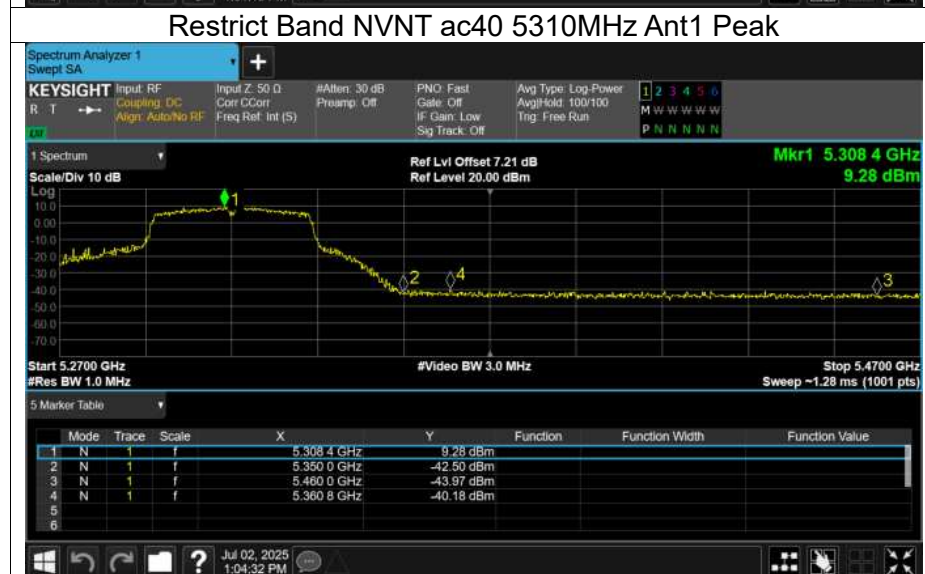 Restrict Band NVNT ac40 5310MHz Ant1 Peak
Spectrum Analyzer 1
Swept SA
+
KEYSIGHT Input: RF Input Z: 50 Ω #Atten: 30 dB PNO: Fast Avg Type: Log-Power 1 2 3 4 5 6
R T Coupling: DC Corr CCorr Preamp: Off Gate: Off Avg|Hold: 100/100 M W W W W W
Align: Auto/No RF Freq Ref: Int (S) IF Gain: Low Trig: Free Run
Sig Track: Off P N N N N N
1 Spectrum Ref Lvl Offset 7.21 dB Mkr1 5.308 4 GHz
Scale/Div 10 dB Ref Level 20.00 dBm 9.28 dBm
Log
10.0
0.00
-10.0
-20.0
-30.0
-40.0
-50.0
-60.0
-70.0
1
2
4
3
Start 5.2700 GHz #Video BW 3.0 MHz Stop 5.4700 GHz
#Res BW 1.0 MHz Sweep ~1.28 ms (1001 pts)
5 Marker Table
Mode Trace Scale X Y Function Function Width Function Value
1 N 1 f 5.308 4 GHz 9.28 dBm
2 N 1 f 5.350 0 GHz -42.50 dBm
3 N 1 f 5.460 0 GHz -43.97 dBm
4 N 1 f 5.360 8 GHz -40.18 dBm
5
6
? Jul 02, 2025
1:04:32 PM